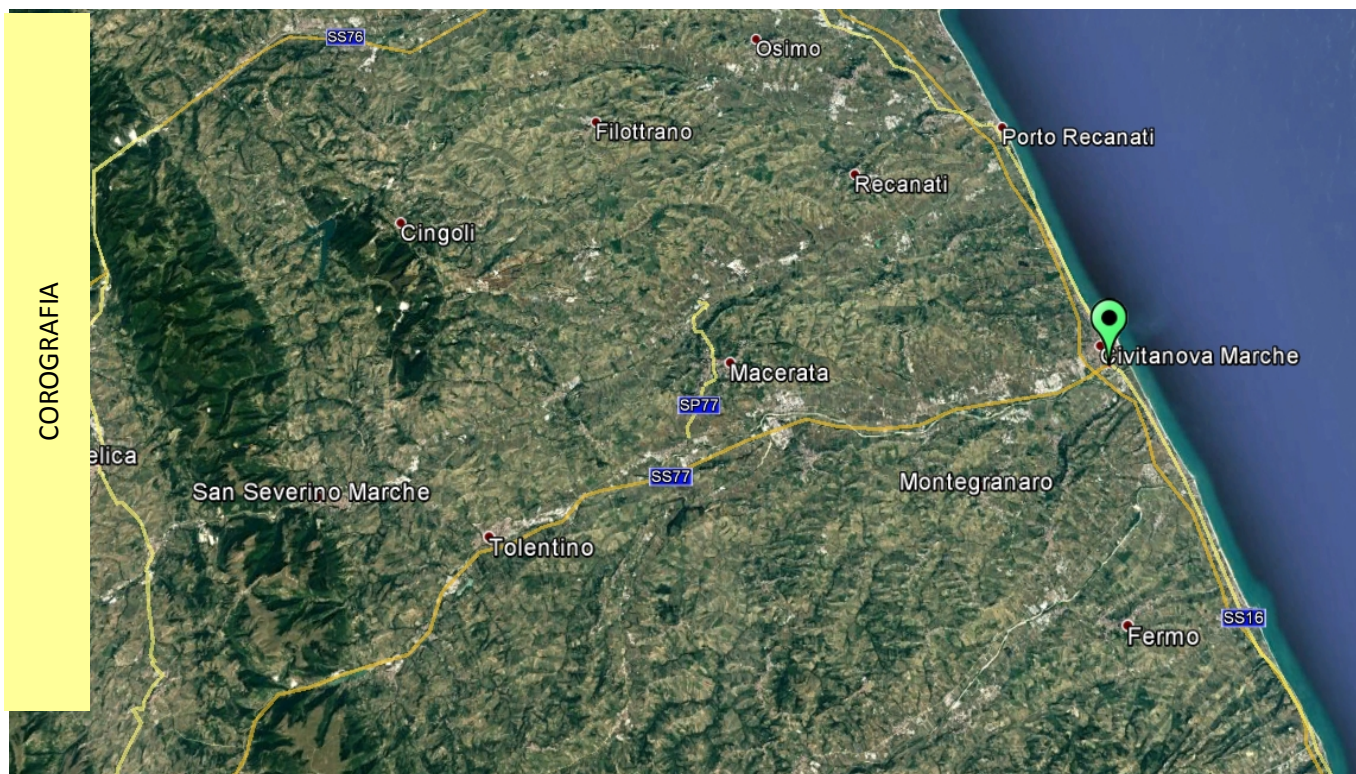 COROGRAFIA
SS76
Osimo
Filottrano
Porto Recanati
Recanati
Cingoli
Civitanova Marche
Macerata
SP77
elica
SS77
Montegranaro
San Severino Marche
Tolentino
SS16
Fermo